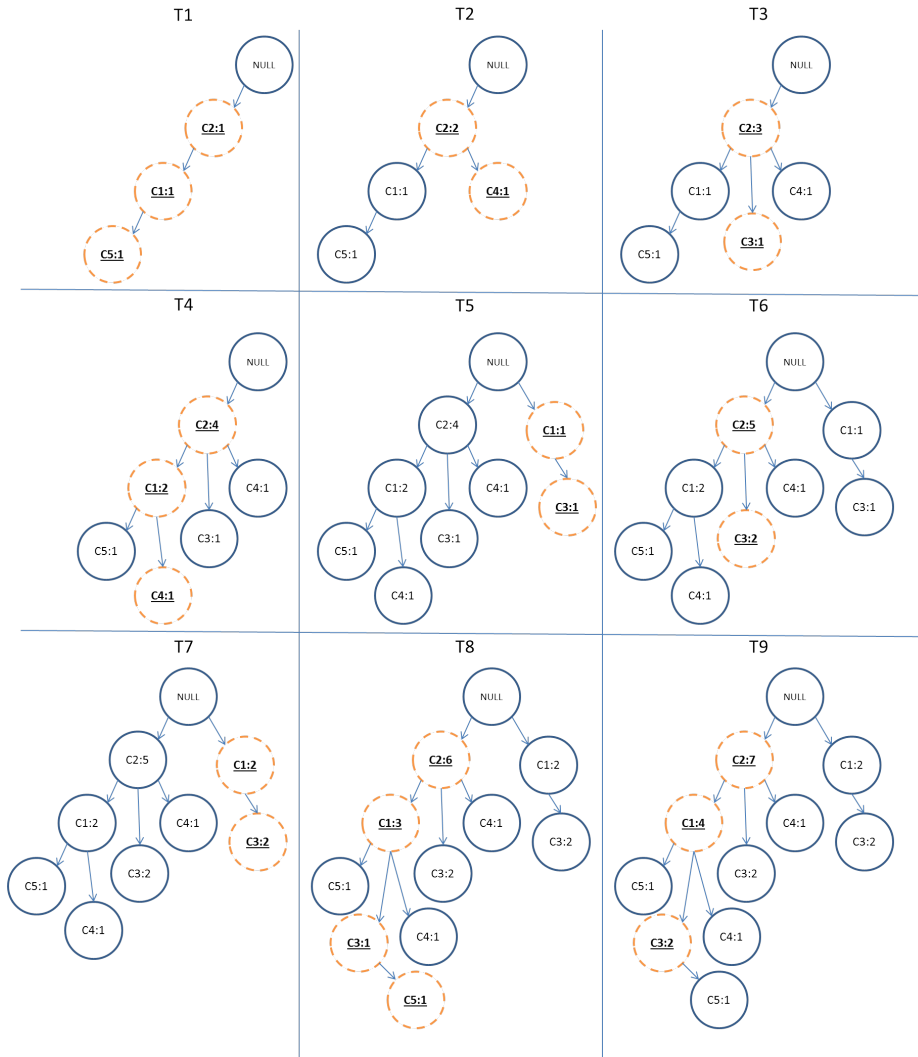 T1 T2 T3
NULL NULL NULL
C2:1 C2:2 C2:3
C1:1 C1:1 C4:1 C1:1 C4:1
C5:1 C5:1 C5:1 C3:1
T4 T5 T6
NULL NULL NULL
C2:4 C2:4 C1:1 C2:5 C1:1
C1:2 C4:1 C1:2 C4:1 C3:1 C1:2 C4:1 C3:1
C5:1 C3:1 C5:1 C3:1 C5:1 C3:2
C4:1 C4:1 C4:1
T7 T8 T9
NULL NULL NULL
C2:5 C1:2 C2:6 C1:2 C2:7 C1:2
C1:2 C4:1 C3:2 C1:3 C4:1 C3:2 C1:4 C4:1 C3:2
C5:1 C3:2 C5:1 C3:2 C5:1 C3:2
C4:1 C3:1 C4:1 C3:2 C4:1
C5:1 C5:1